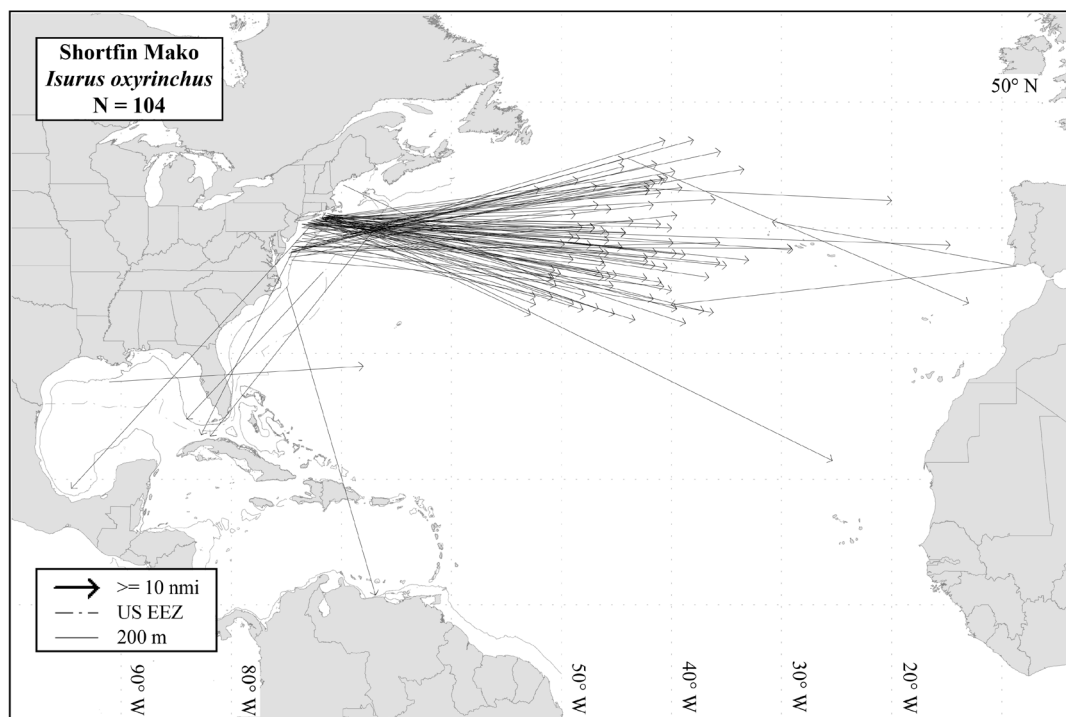 Shortfin Mako
Isurus oxyrinchus
N = 104
50° N
>= 10 nmi
US EEZ
200 m
90° W
80° W
50° W
40° W
30° W
20° W